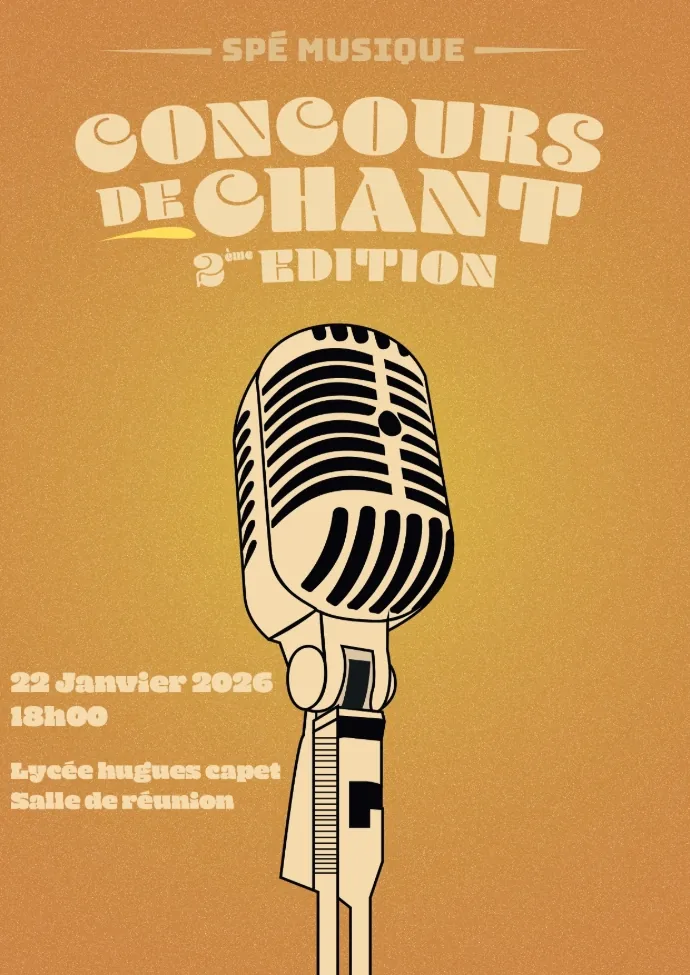 SPÉ MUSIQUE
CONCOURS
DE CHANT
2ème EDITION
22 Janvier 2026
18h00
Lycée hugues capet
Salle de réunion